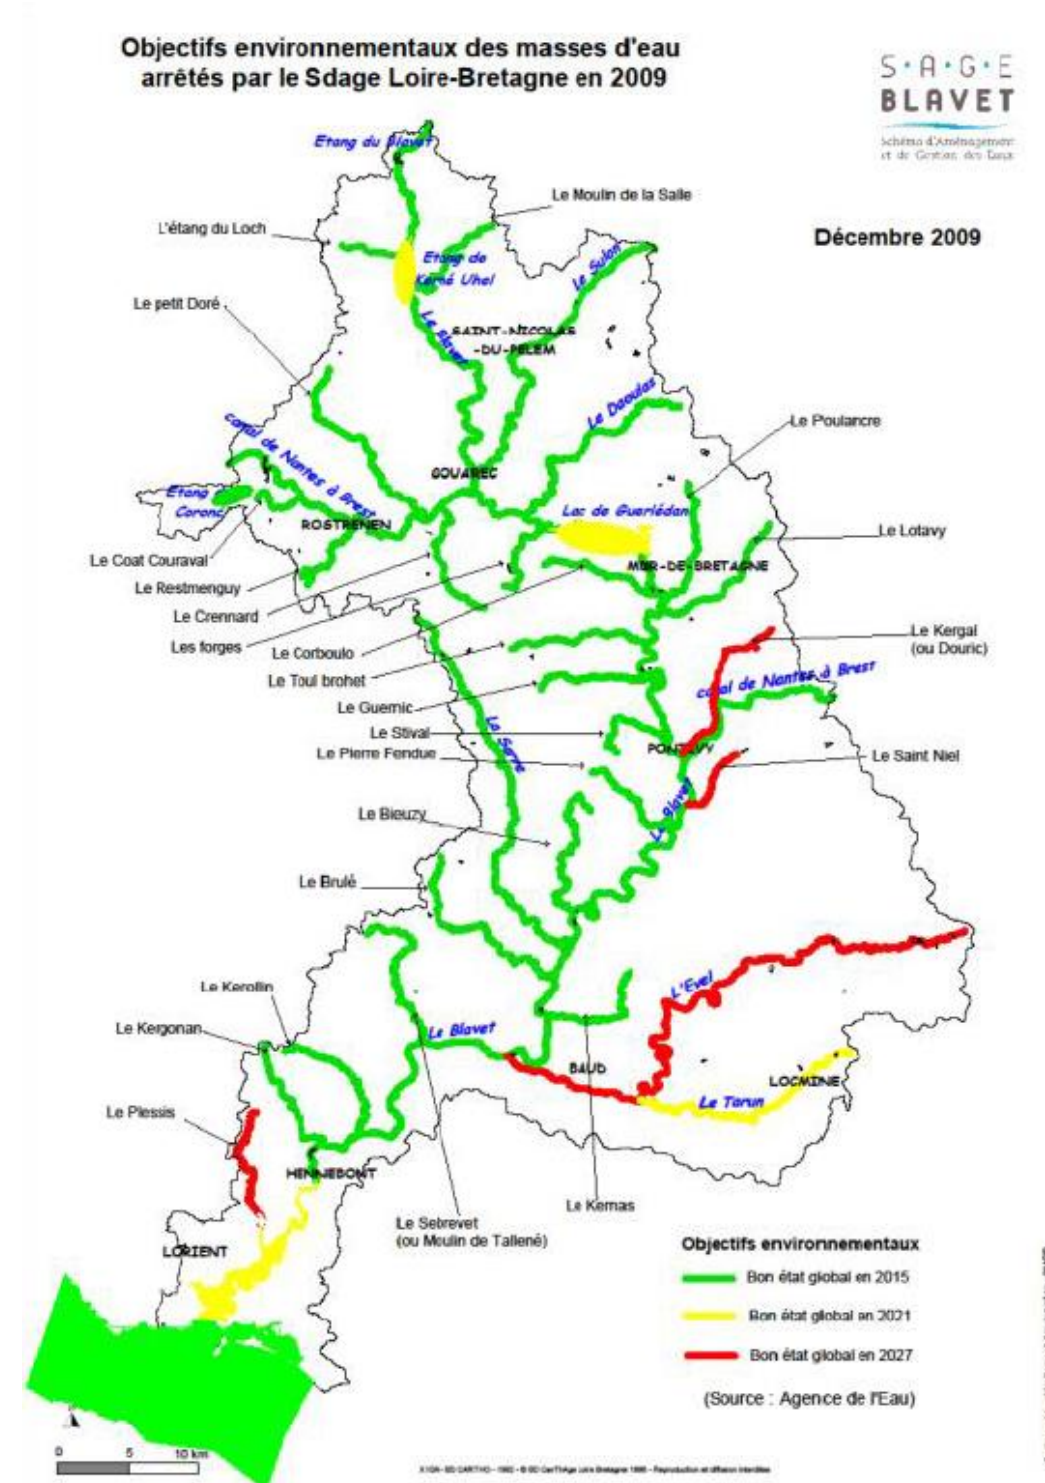 Objectifs environnementaux des masses d'eau
arrêtés par le Sdage Loire-Bretagne en 2009
S·A·G·E
BLAVET
Schéma d'Aménagement
et de Gestion des Eaux
Décembre 2009
Etang du Blavet
Le Moulin de la Salle
L'étang du Loch
Etang de
Kerné Uhel
Le Sulon
Le petit Doré
Le Blavet
SAINT-NICOLAS
-DU-PELEM
Le Daoulas
canal de Nantes à Brest
Le Poulancre
GOUAREC
Etang
Coronc
ROSTRENEN
Lac de Guerlédan
Le Lotavy
Le Coat Couraval
MUR-DE-BRETAGNE
Le Restmenguy
Le Crennard
Les forges
Le Corboulo
Le Kergal
(ou Douric)
Le Toul brohet
canal de Nantes à Brest
Le Guernic
Le Stival
La Sarre
PONTIVY
Le Pierre Fendue
Le Saint Niel
Le Blavet
Le Bieuzy
Le Brulé
L'Evel
Le Kerollin
Le Kergonan
Le Blavet
BAUD
LOCMINE
Le Tarun
Le Plessis
HENNEBONT
Le Kernas
Le Sebrevet
(ou Moulin de Tallené)
LORIENT
Objectifs environnementaux
Bon état global en 2015
Bon état global en 2021
Bon état global en 2027
(Source : Agence de l'Eau)
0 5 10 km